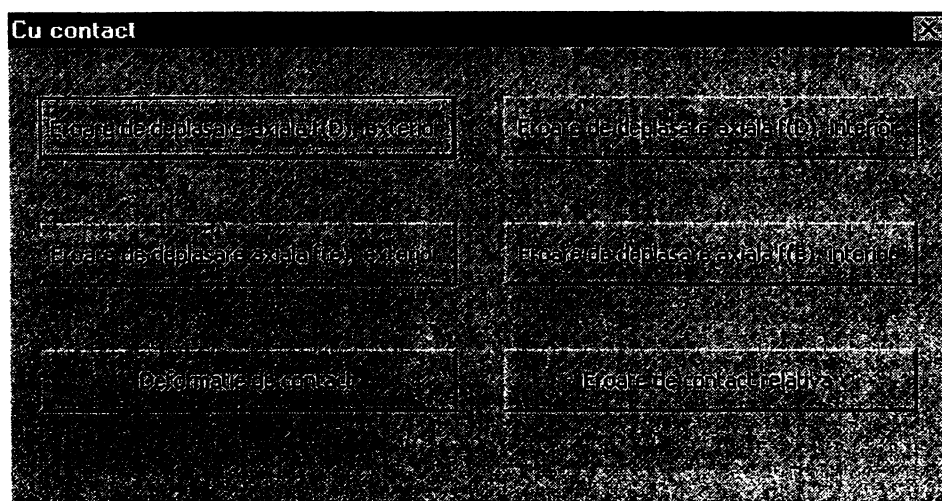 Cu contact
Eroare de deplasare axiala f(D), exterior
Eroare de deplasare axiala f(D), interior
Eroare de deplasare axiala f(e), exterior
Eroare de deplasare axiala f(e), interior
Deformatie de contact
Eroare de contact relativa